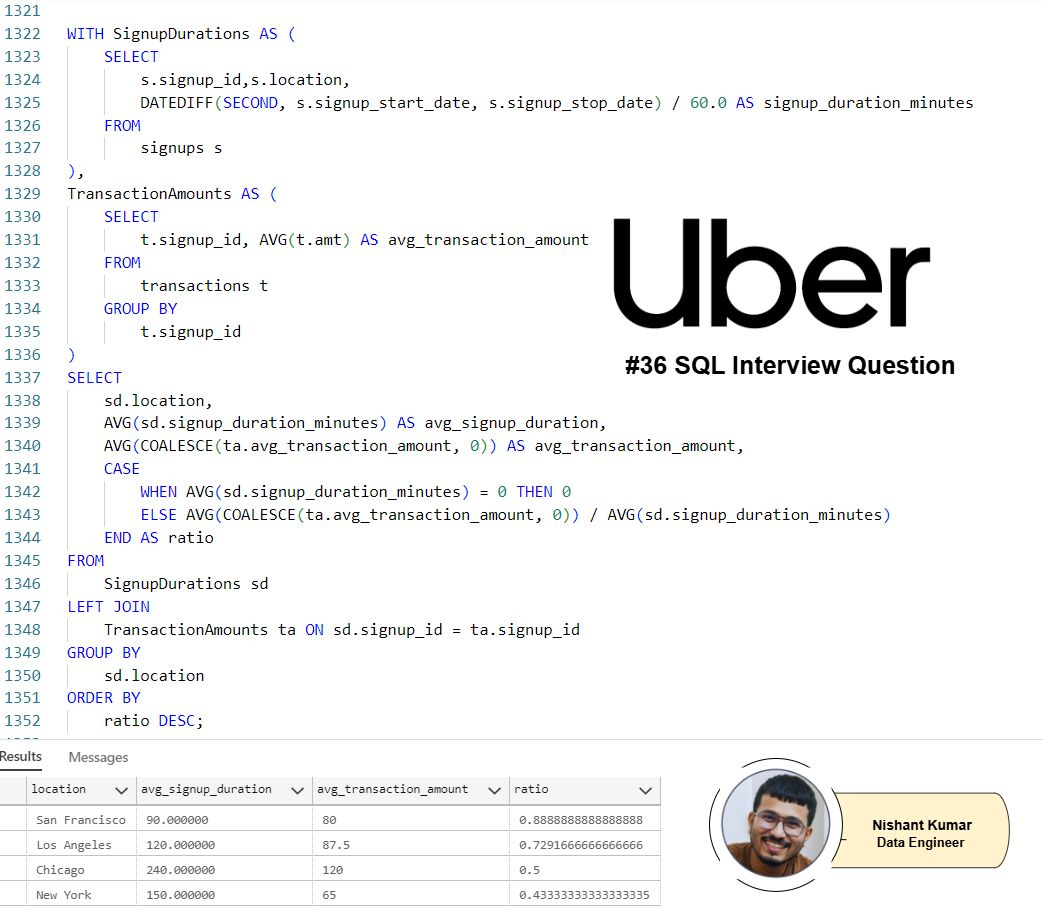 1321
1322 WITH SignupDurations AS (
1323 SELECT
1324 s.signup_id,s.location,
1325 DATEDIFF(SECOND, s.signup_start_date, s.signup_stop_date) / 60.0 AS signup_duration_minutes
1326 FROM
1327 signups s
1328 ),
1329 TransactionAmounts AS (
1330 SELECT
1331 t.signup_id, AVG(t.amt) AS avg_transaction_amount
1332 FROM
1333 transactions t
1334 GROUP BY
1335 t.signup_id
1336 )
1337 SELECT
1338 sd.location,
1339 AVG(sd.signup_duration_minutes) AS avg_signup_duration,
1340 AVG(COALESCE(ta.avg_transaction_amount, 0)) AS avg_transaction_amount,
1341 CASE
1342 WHEN AVG(sd.signup_duration_minutes) = 0 THEN 0
1343 ELSE AVG(COALESCE(ta.avg_transaction_amount, 0)) / AVG(sd.signup_duration_minutes)
1344 END AS ratio
1345 FROM
1346 SignupDurations sd
1347 LEFT JOIN
1348 TransactionAmounts ta ON sd.signup_id = ta.signup_id
1349 GROUP BY
1350 sd.location
1351 ORDER BY
1352 ratio DESC;
Uber
#36 SQL Interview Question
Results Messages
location avg_signup_duration avg_transaction_amount ratio
San Francisco 90.000000 80 0.8888888888888888
Los Angeles 120.000000 87.5 0.7291666666666666
Chicago 240.000000 120 0.5
New York 150.000000 65 0.43333333333333335
Nishant Kumar
Data Engineer